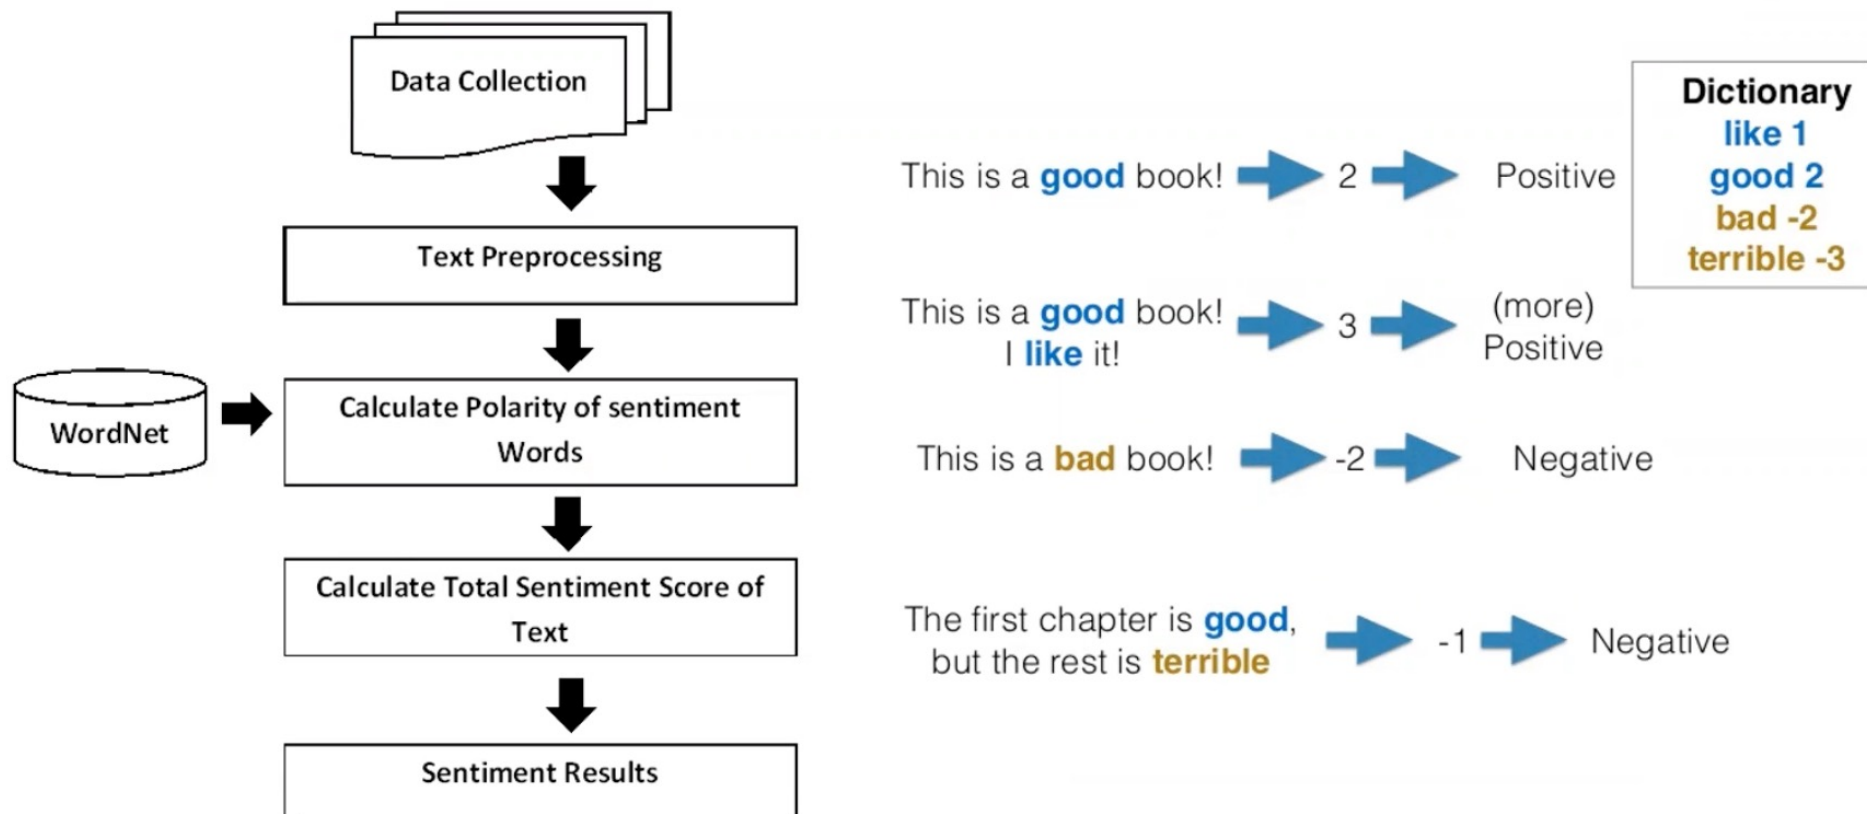 Data Collection
Text Preprocessing
WordNet
Calculate Polarity of sentiment
Words
Calculate Total Sentiment Score of
Text
Sentiment Results
This is a good book! 2 Positive
This is a good book!
I like it!
3
(more)
Positive
This is a bad book! -2 Negative
The first chapter is good,
but the rest is terrible
-1 Negative
Dictionary
like 1
good 2
bad -2
terrible -3